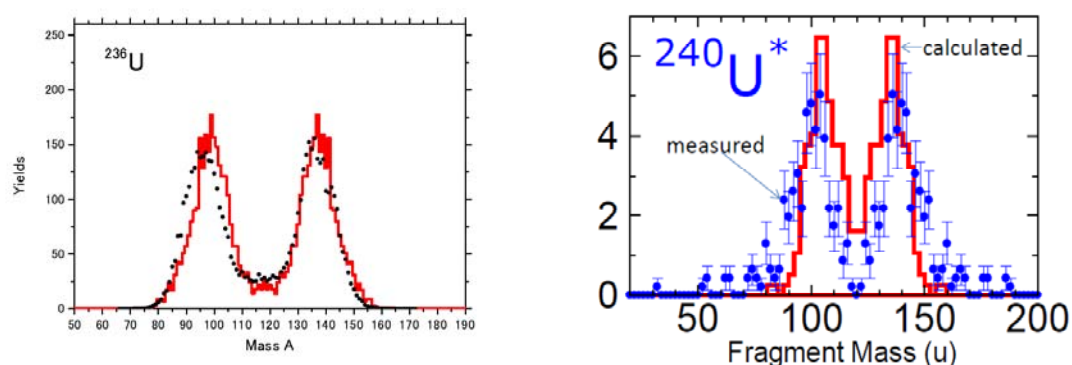 250
200
150
100
50
0
Yields
²³⁶U
50 60 70 80 90 100 110 120 130 140 150 160 170 180 190
Mass A
6
4
2
0
²⁴⁰U*
calculated
measured
50 100 150 200
Fragment Mass (u)